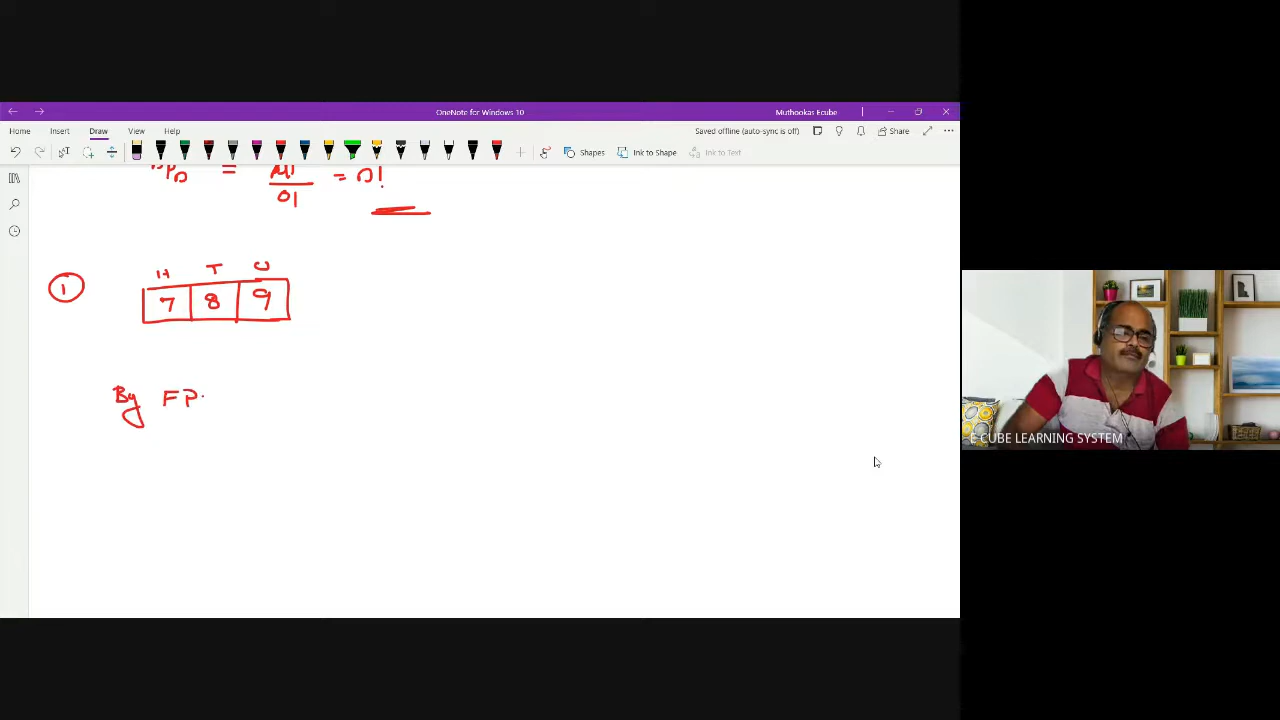 OneNote for Windows 10
Muthookas Ecube
Home Insert Draw View Help
Saved offline (auto-sync is off)
Share
Shapes
Ink to Shape
Ink to Text
= = n!
0!
1
H T U
7 8 9
By FP.
E CUBE LEARNING SYSTEM